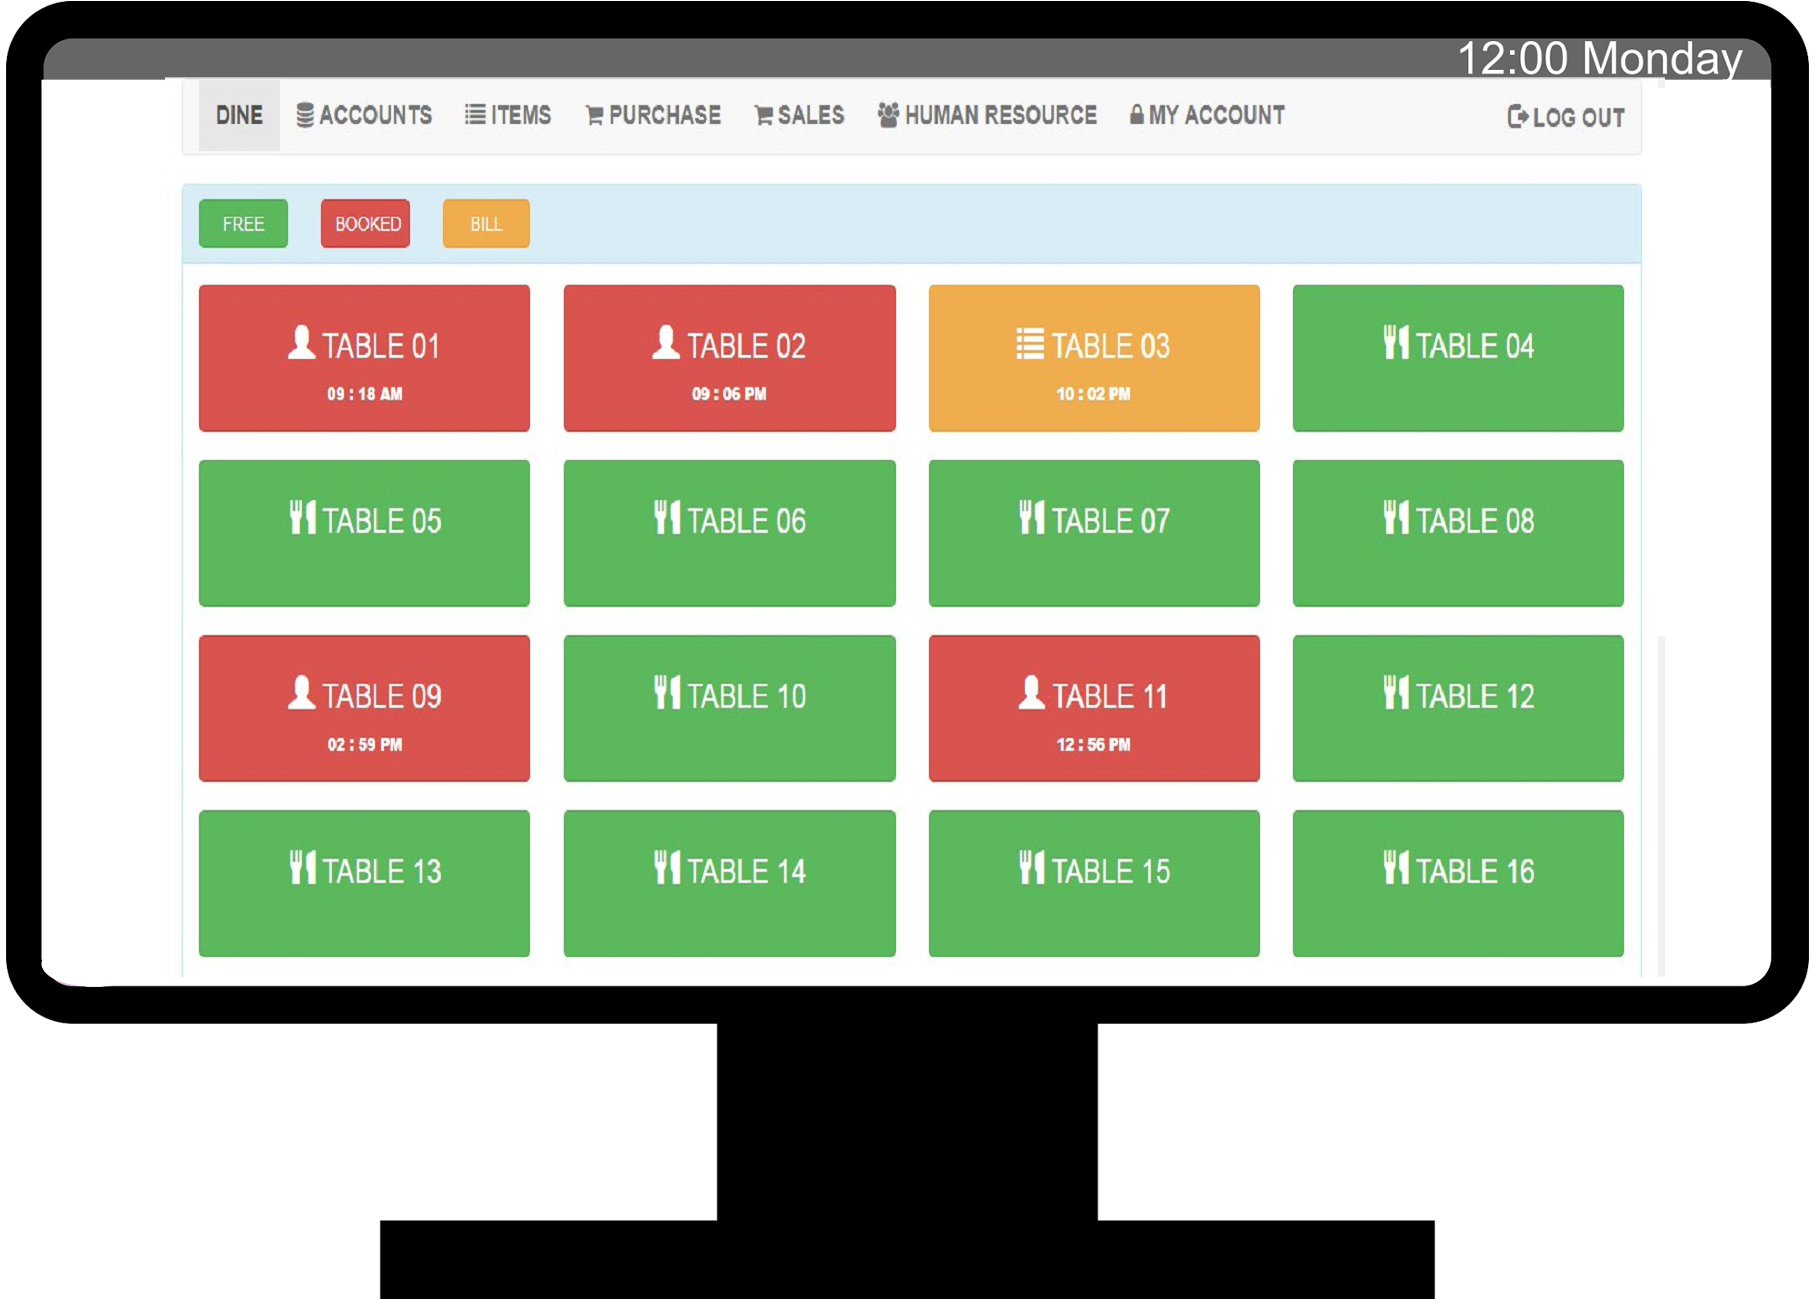 12:00 Monday
DINE ACCOUNTS ITEMS PURCHASE SALES HUMAN RESOURCE MY ACCOUNT LOG OUT
FREE BOOKED BILL
TABLE 01 TABLE 02 TABLE 03 TABLE 04
09 : 18 AM 09 : 06 PM 10 : 02 PM
TABLE 05 TABLE 06 TABLE 07 TABLE 08
TABLE 09 TABLE 10 TABLE 11 TABLE 12
02 : 59 PM 12 : 56 PM
TABLE 13 TABLE 14 TABLE 15 TABLE 16